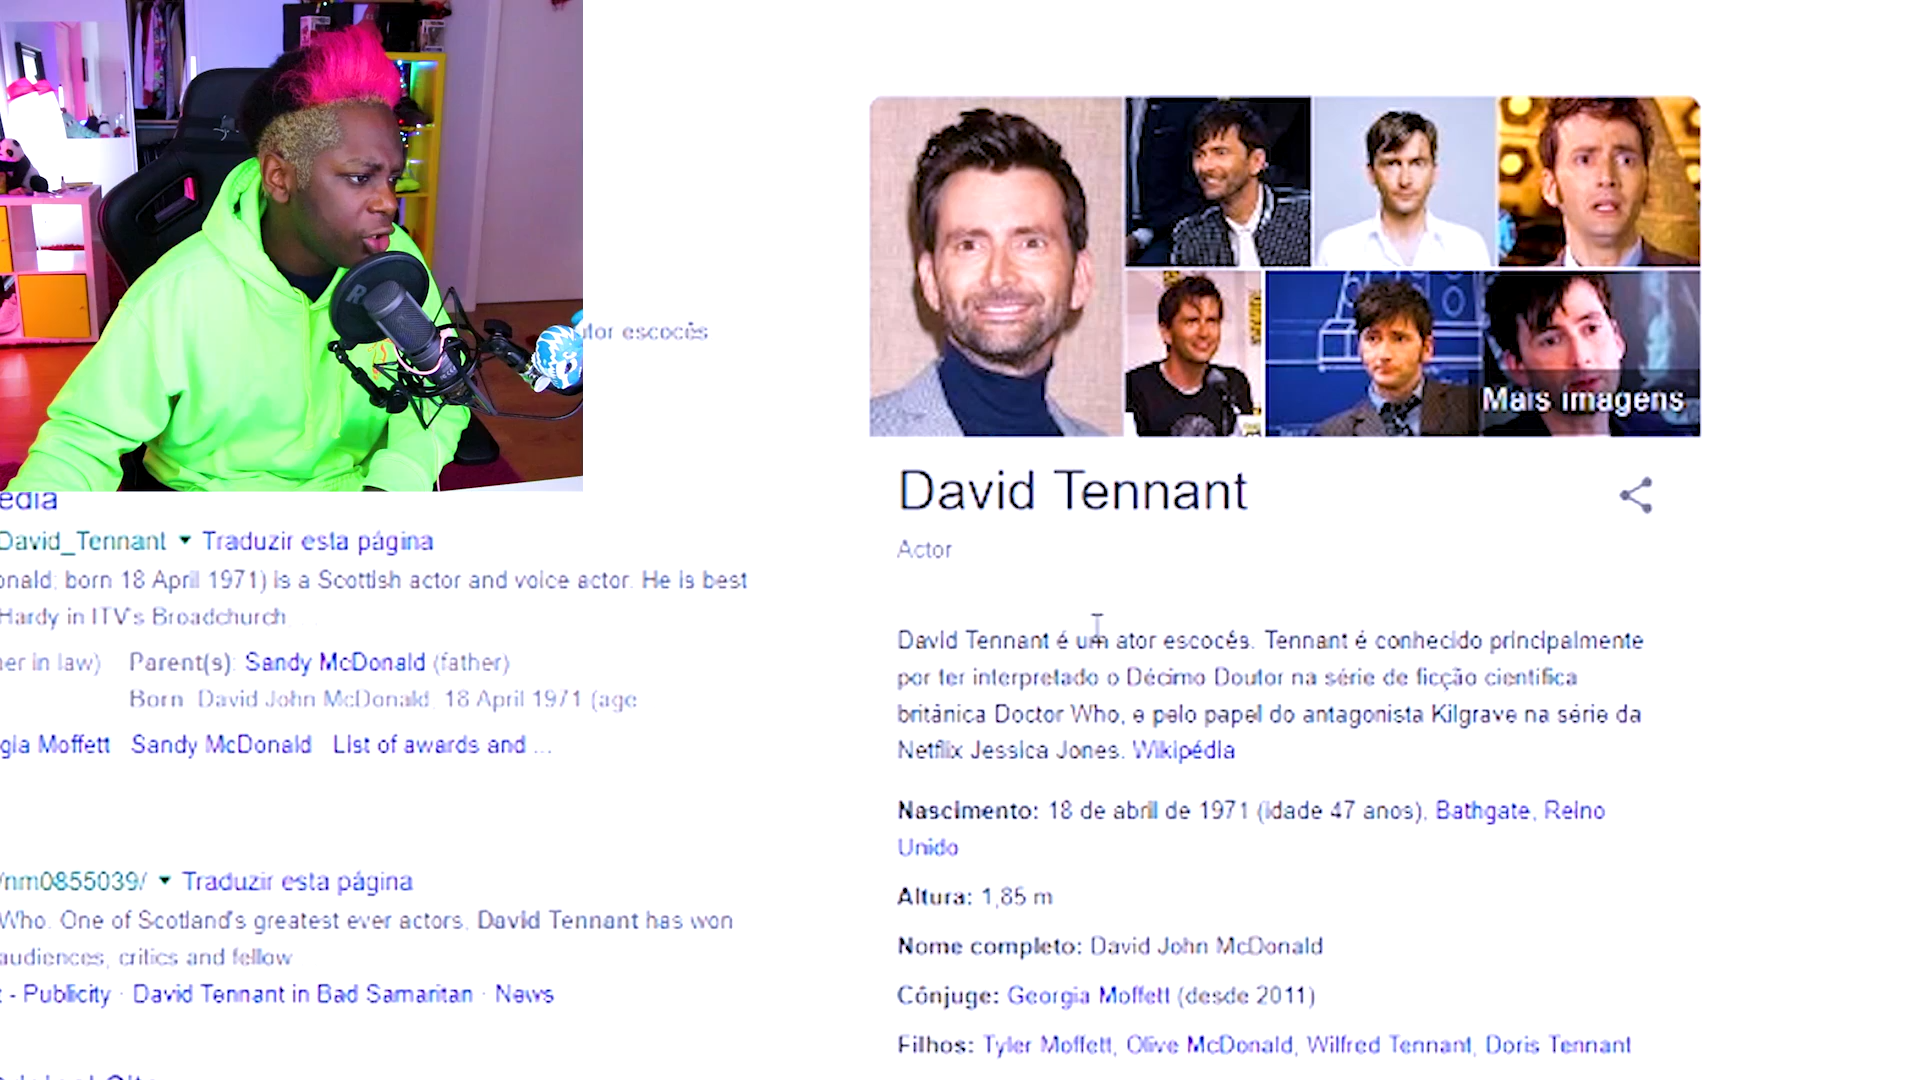 utor escocês
edia
David_Tennant ▾ Traduzir esta página
onald; born 18 April 1971) is a Scottish actor and voice actor. He is best
Hardy in ITV's Broadchurch
er in law) Parent(s): Sandy McDonald (father)
Born: David John McDonald, 18 April 1971 (age
gia Moffett Sandy McDonald List of awards and ...
/nm0855039/ ▾ Traduzir esta página
Who. One of Scotland's greatest ever actors, David Tennant has won
audiences, critics and fellow
- Publicity · David Tennant in Bad Samaritan · News
Mais imagens
David Tennant
Actor
David Tennant é um ator escocês. Tennant é conhecido principalmente
por ter interpretado o Décimo Doutor na série de ficção científica
britânica Doctor Who, e pelo papel do antagonista Kilgrave na série da
Netflix Jessica Jones. Wikipédia
Nascimento: 18 de abril de 1971 (idade 47 anos), Bathgate, Reino
Unido
Altura: 1,85 m
Nome completo: David John McDonald
Cônjuge: Georgia Moffett (desde 2011)
Filhos: Tyler Moffett, Olive McDonald, Wilfred Tennant, Doris Tennant